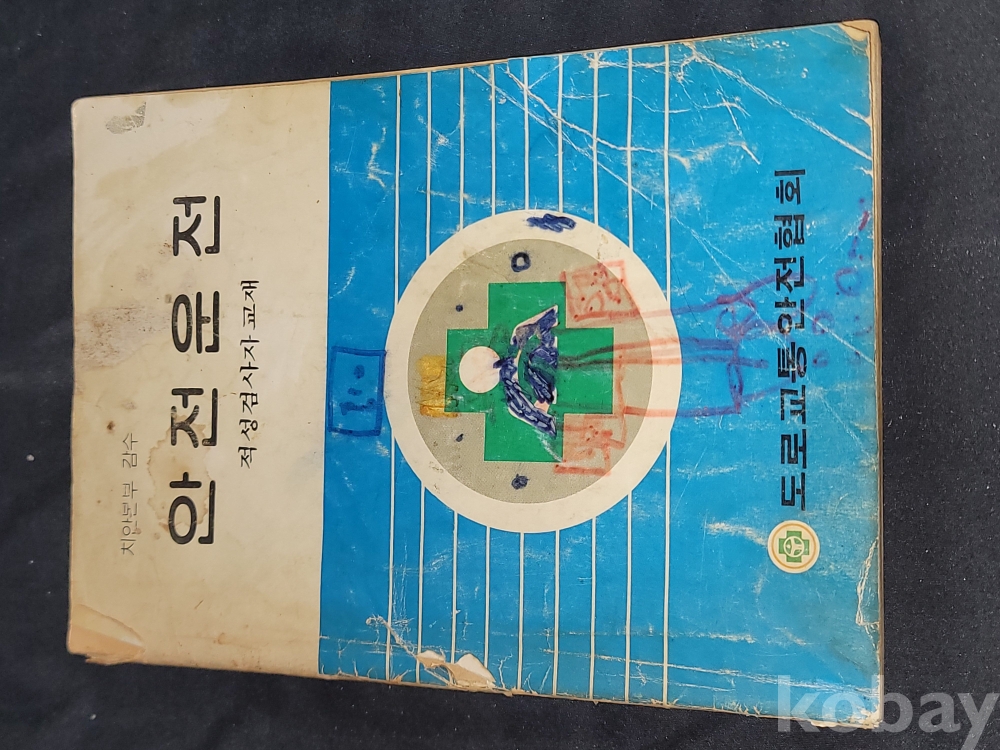 치안본부 감수
안전운전
적성검사자 교재
도로교통안전협회
kobay